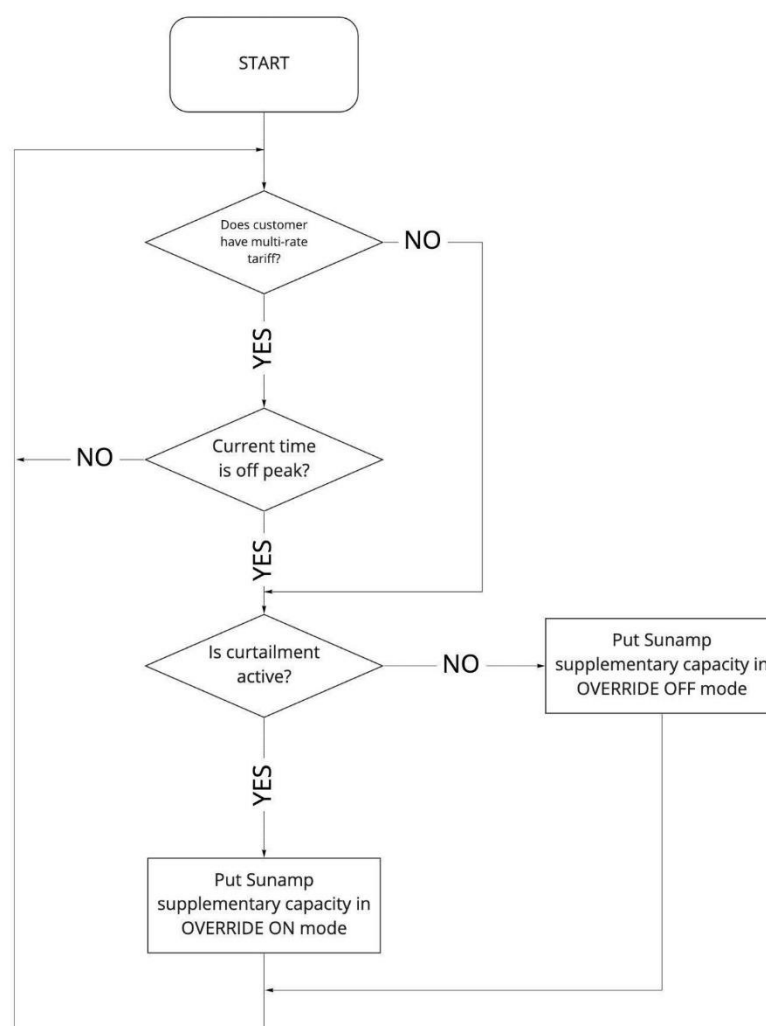 START
Does customer
have multi-rate
tariff?
NO
YES
Current time
is off peak?
NO
YES
Is curtailment
active?
NO
Put Sunamp
supplementary capacity in
OVERRIDE OFF mode
YES
Put Sunamp
supplementary capacity in
OVERRIDE ON mode